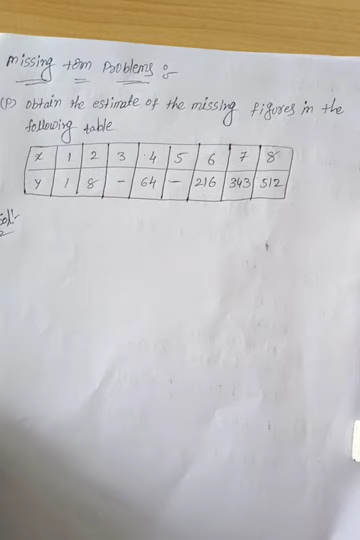 Missing term problems :-
(P) obtain the estimate of the missing figures in the
following table
x 1 2 3 4 5 6 7 8
y 1 8 - 64 - 216 343 512
Sol:-